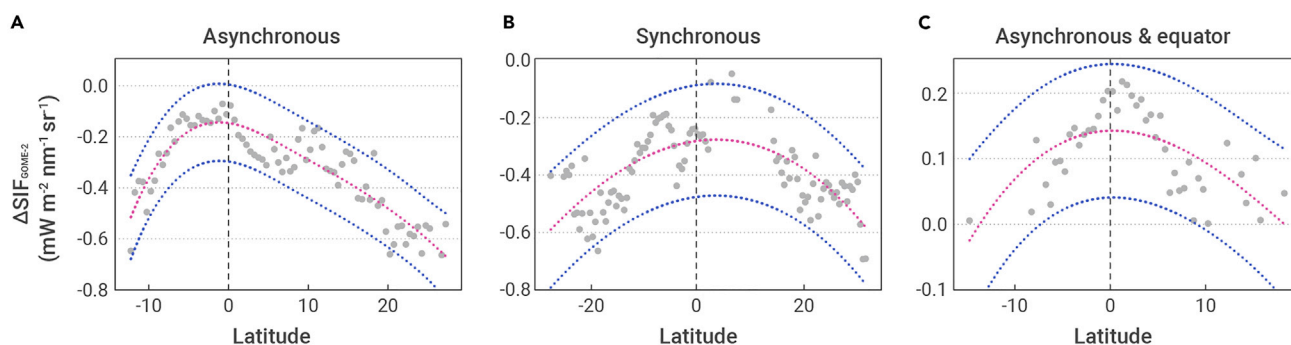 A
B
C
Asynchronous
Synchronous
Asynchronous & equator
ΔSIF GOME-2
(mW m-2 nm-1 sr-1)
0.0
-0.2
-0.4
-0.6
-0.8
-10
0
10
20
Latitude
0.0
-0.2
-0.4
-0.6
-0.8
-20
0
20
Latitude
0.2
0.1
0.0
-0.1
-10
0
10
Latitude